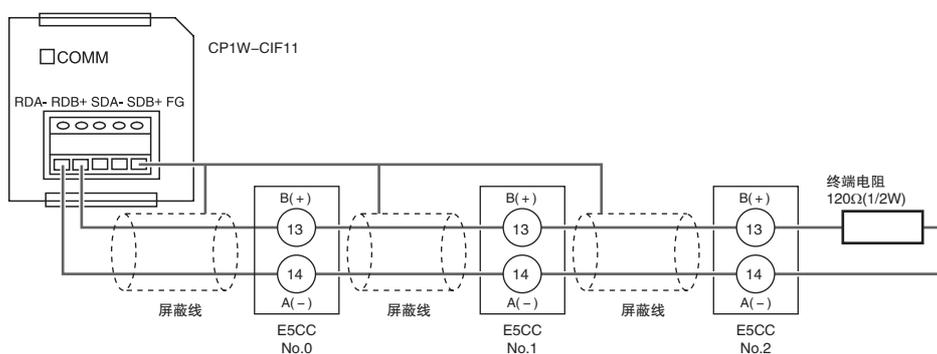 CP1W-CIF11
COMM
RDA- RDB+ SDA- SDB+ FG
终端电阻
120Ω(1/2W)
B(+)
B(+)
B(+)
13
13
13
14
14
14
A(-)
A(-)
A(-)
屏蔽线
屏蔽线
屏蔽线
E5CC
No.0
E5CC
No.1
E5CC
No.2